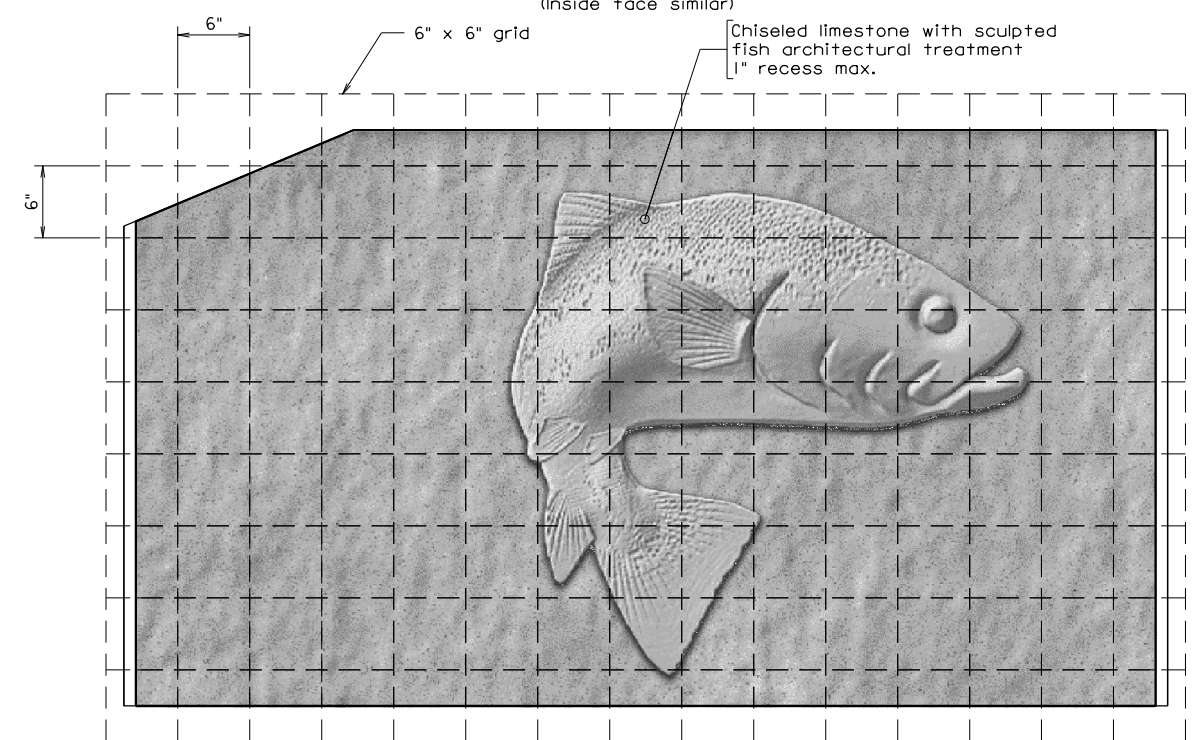 (Inside face similar)
6"
6" x 6" grid
Chiseled limestone with sculpted
fish architectural treatment
1" recess max.
6"